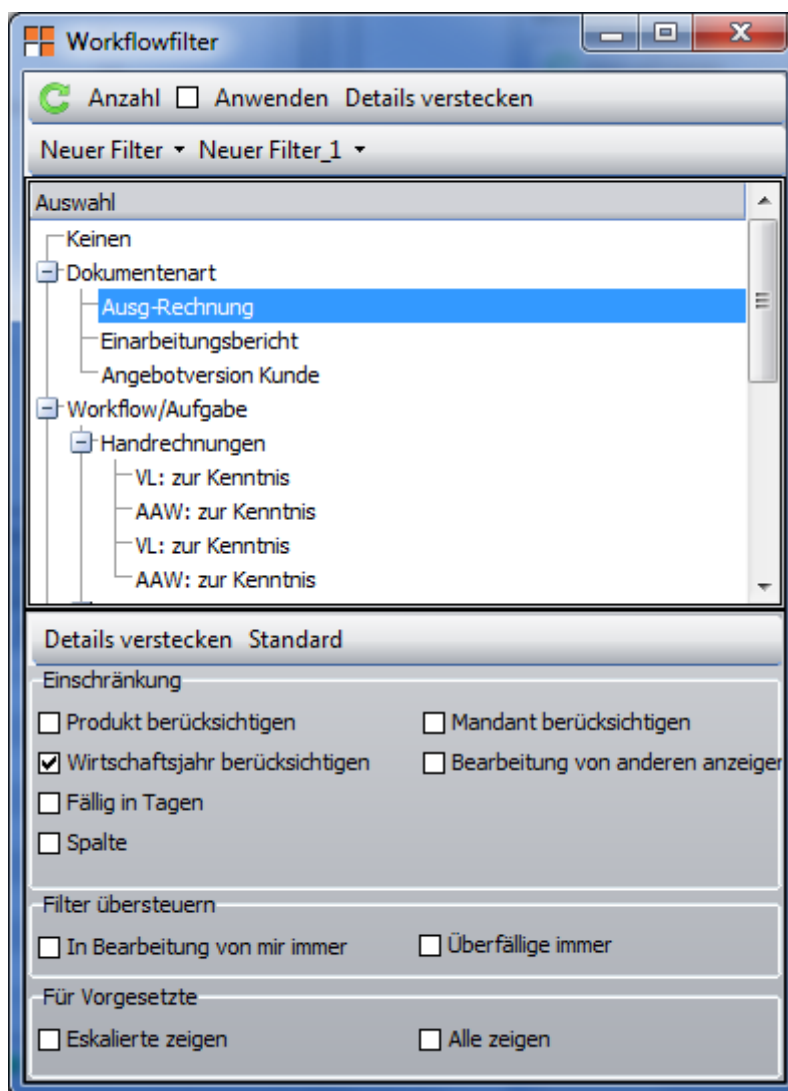 Workflowfilter
Anzahl Anwenden Details verstecken
Neuer Filter Neuer Filter_1
Auswahl
Keinen
Dokumentenart
Ausg-Rechnung
Einarbeitungsbericht
Angebotversion Kunde
Workflow/Aufgabe
Handrechnungen
VL: zur Kenntnis
AAW: zur Kenntnis
VL: zur Kenntnis
AAW: zur Kenntnis
Details verstecken Standard
Einschränkung
Produkt berücksichtigen Mandant berücksichtigen
Wirtschaftsjahr berücksichtigen Bearbeitung von anderen anzeigen
Fällig in Tagen
Spalte
Filter übersteuern
In Bearbeitung von mir immer Überfällige immer
Für Vorgesetzte
Eskalierte zeigen Alle zeigen